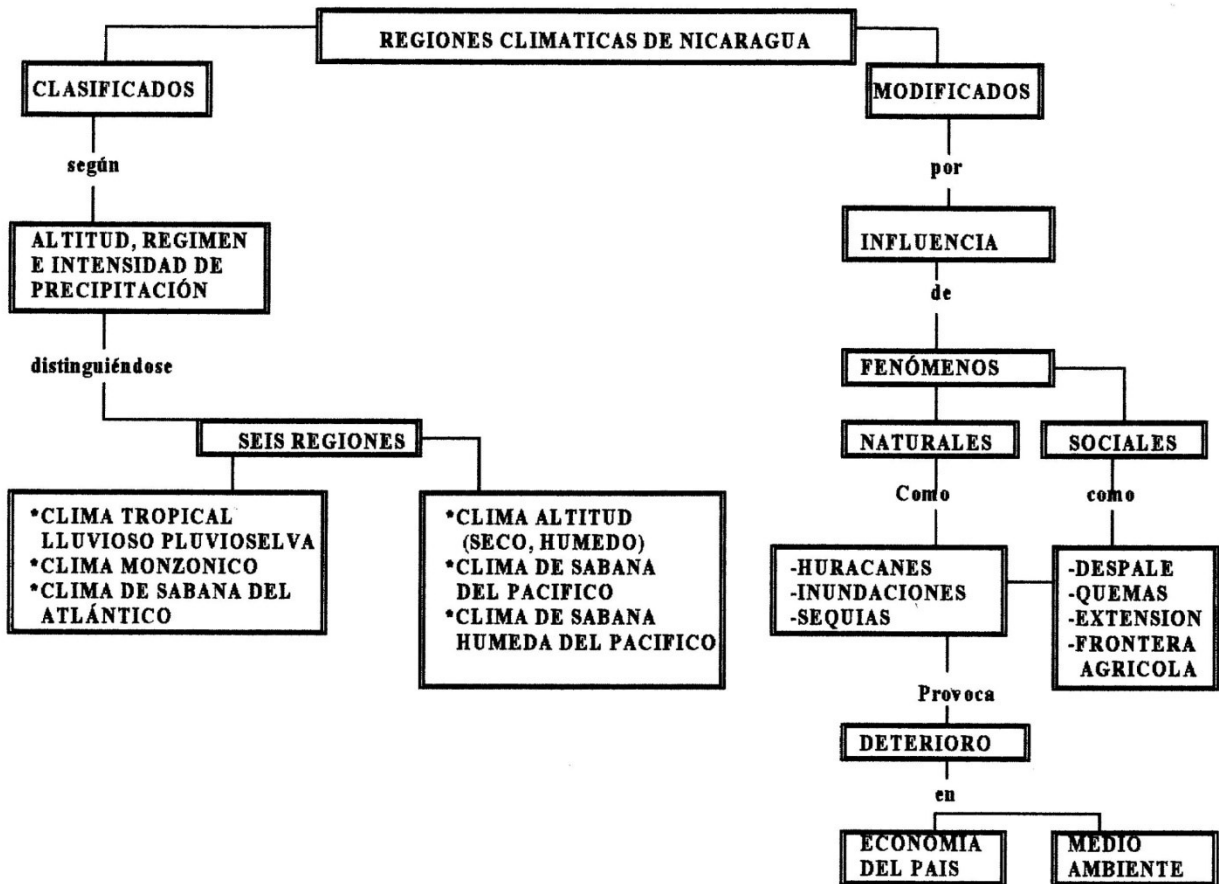 REGIONES CLIMATICAS DE NICARAGUA
CLASIFICADOS
según
ALTITUD, REGIMEN
E INTENSIDAD DE
PRECIPITACIÓN
distinguiéndose
SEIS REGIONES
*CLIMA TROPICAL
LLUVIOSO PLUVIOSELVA
*CLIMA MONZONICO
*CLIMA DE SABANA DEL
ATLÁNTICO
*CLIMA ALTITUD
(SECO, HUMEDO)
*CLIMA DE SABANA
DEL PACIFICO
*CLIMA DE SABANA
HUMEDA DEL PACIFICO
MODIFICADOS
por
INFLUENCIA
de
FENÓMENOS
NATURALES
Como
-HURACANES
-INUNDACIONES
-SEQUIAS
SOCIALES
como
-DESPALE
-QUEMAS
-EXTENSION
-FRONTERA
AGRICOLA
Provoca
DETERIORO
en
ECONOMIA
DEL PAIS
MEDIO
AMBIENTE